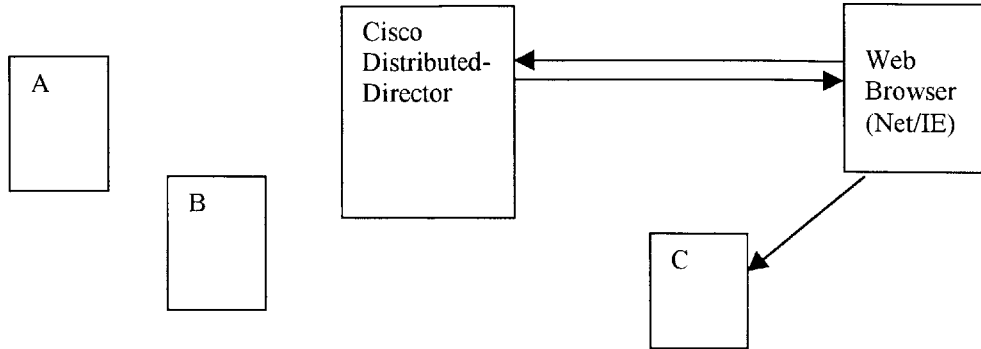 A
B
Cisco
Distributed-
Director
Web
Browser
(Net/IE)
C